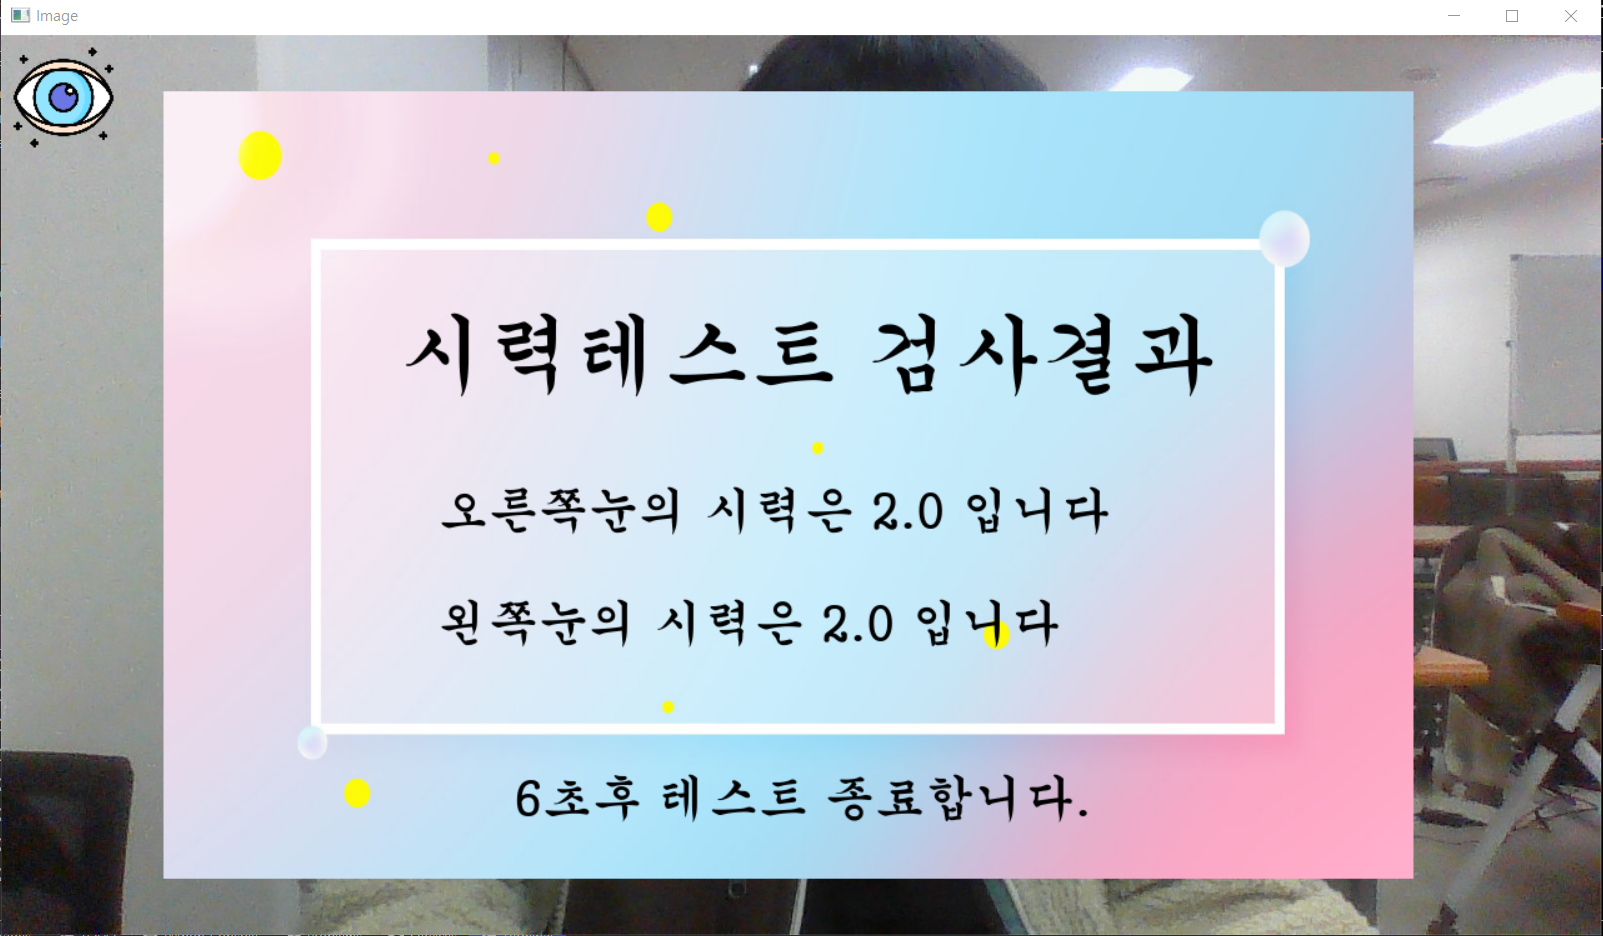 Image
시력테스트 검사결과
오른쪽눈의 시력은 2.0 입니다
왼쪽눈의 시력은 2.0 입니다
6초후 테스트 종료합니다.